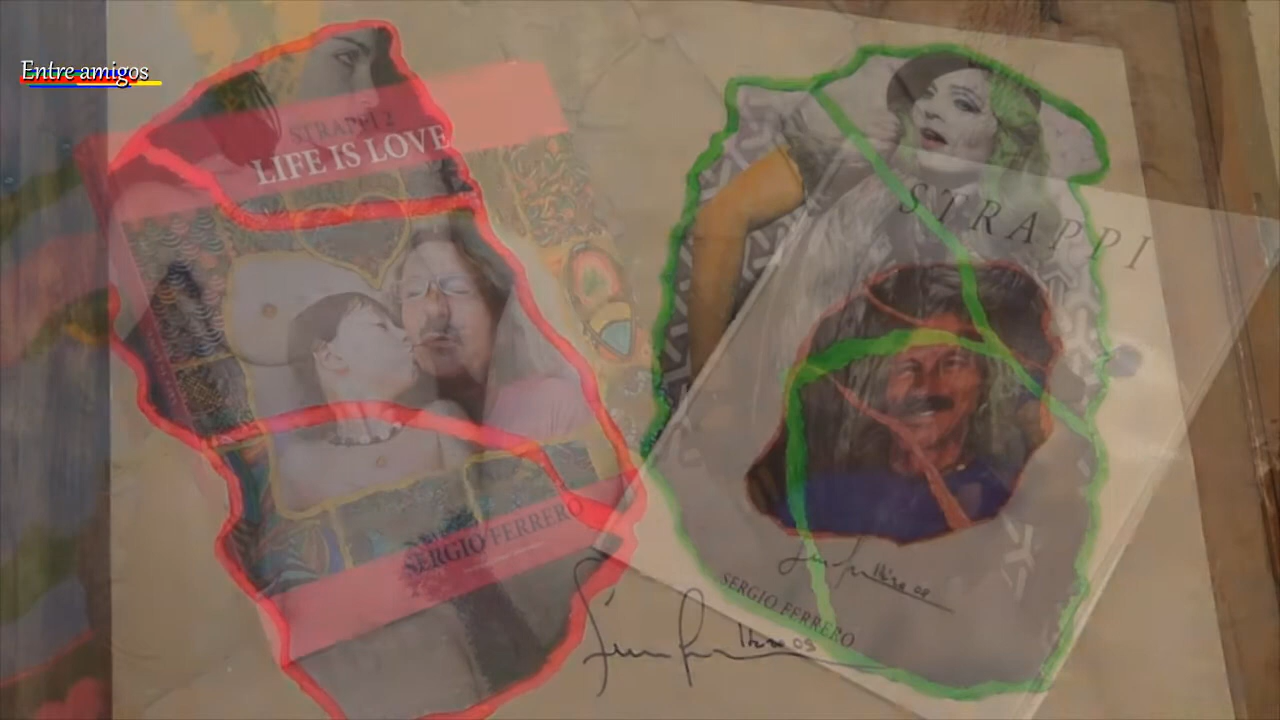 Entre amigos
STRAPPI 2
LIFE IS LOVE
SERGIO FERRERO
STRAPPI
SERGIO FERRERO